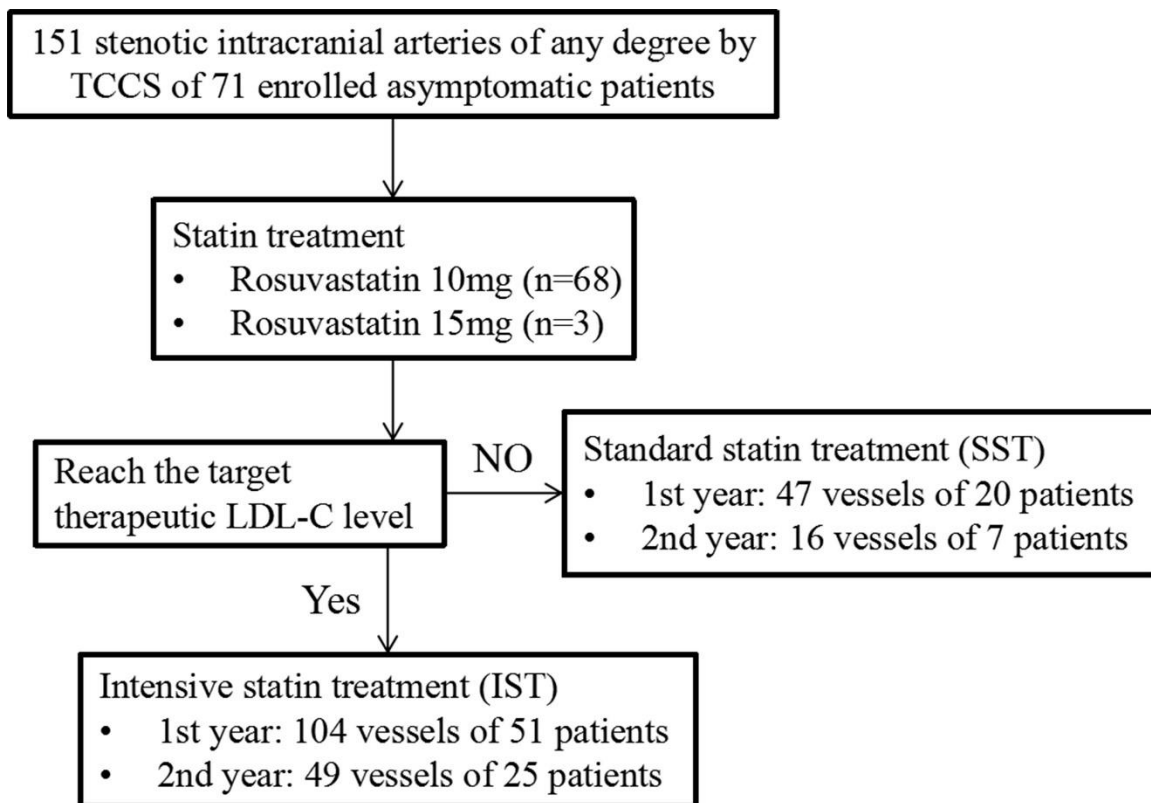 151 stenotic intracranial arteries of any degree by
TCCS of 71 enrolled asymptomatic patients
Statin treatment
• Rosuvastatin 10mg (n=68)
• Rosuvastatin 15mg (n=3)
Reach the target
therapeutic LDL-C level
NO
Standard statin treatment (SST)
• 1st year: 47 vessels of 20 patients
• 2nd year: 16 vessels of 7 patients
Yes
Intensive statin treatment (IST)
• 1st year: 104 vessels of 51 patients
• 2nd year: 49 vessels of 25 patients